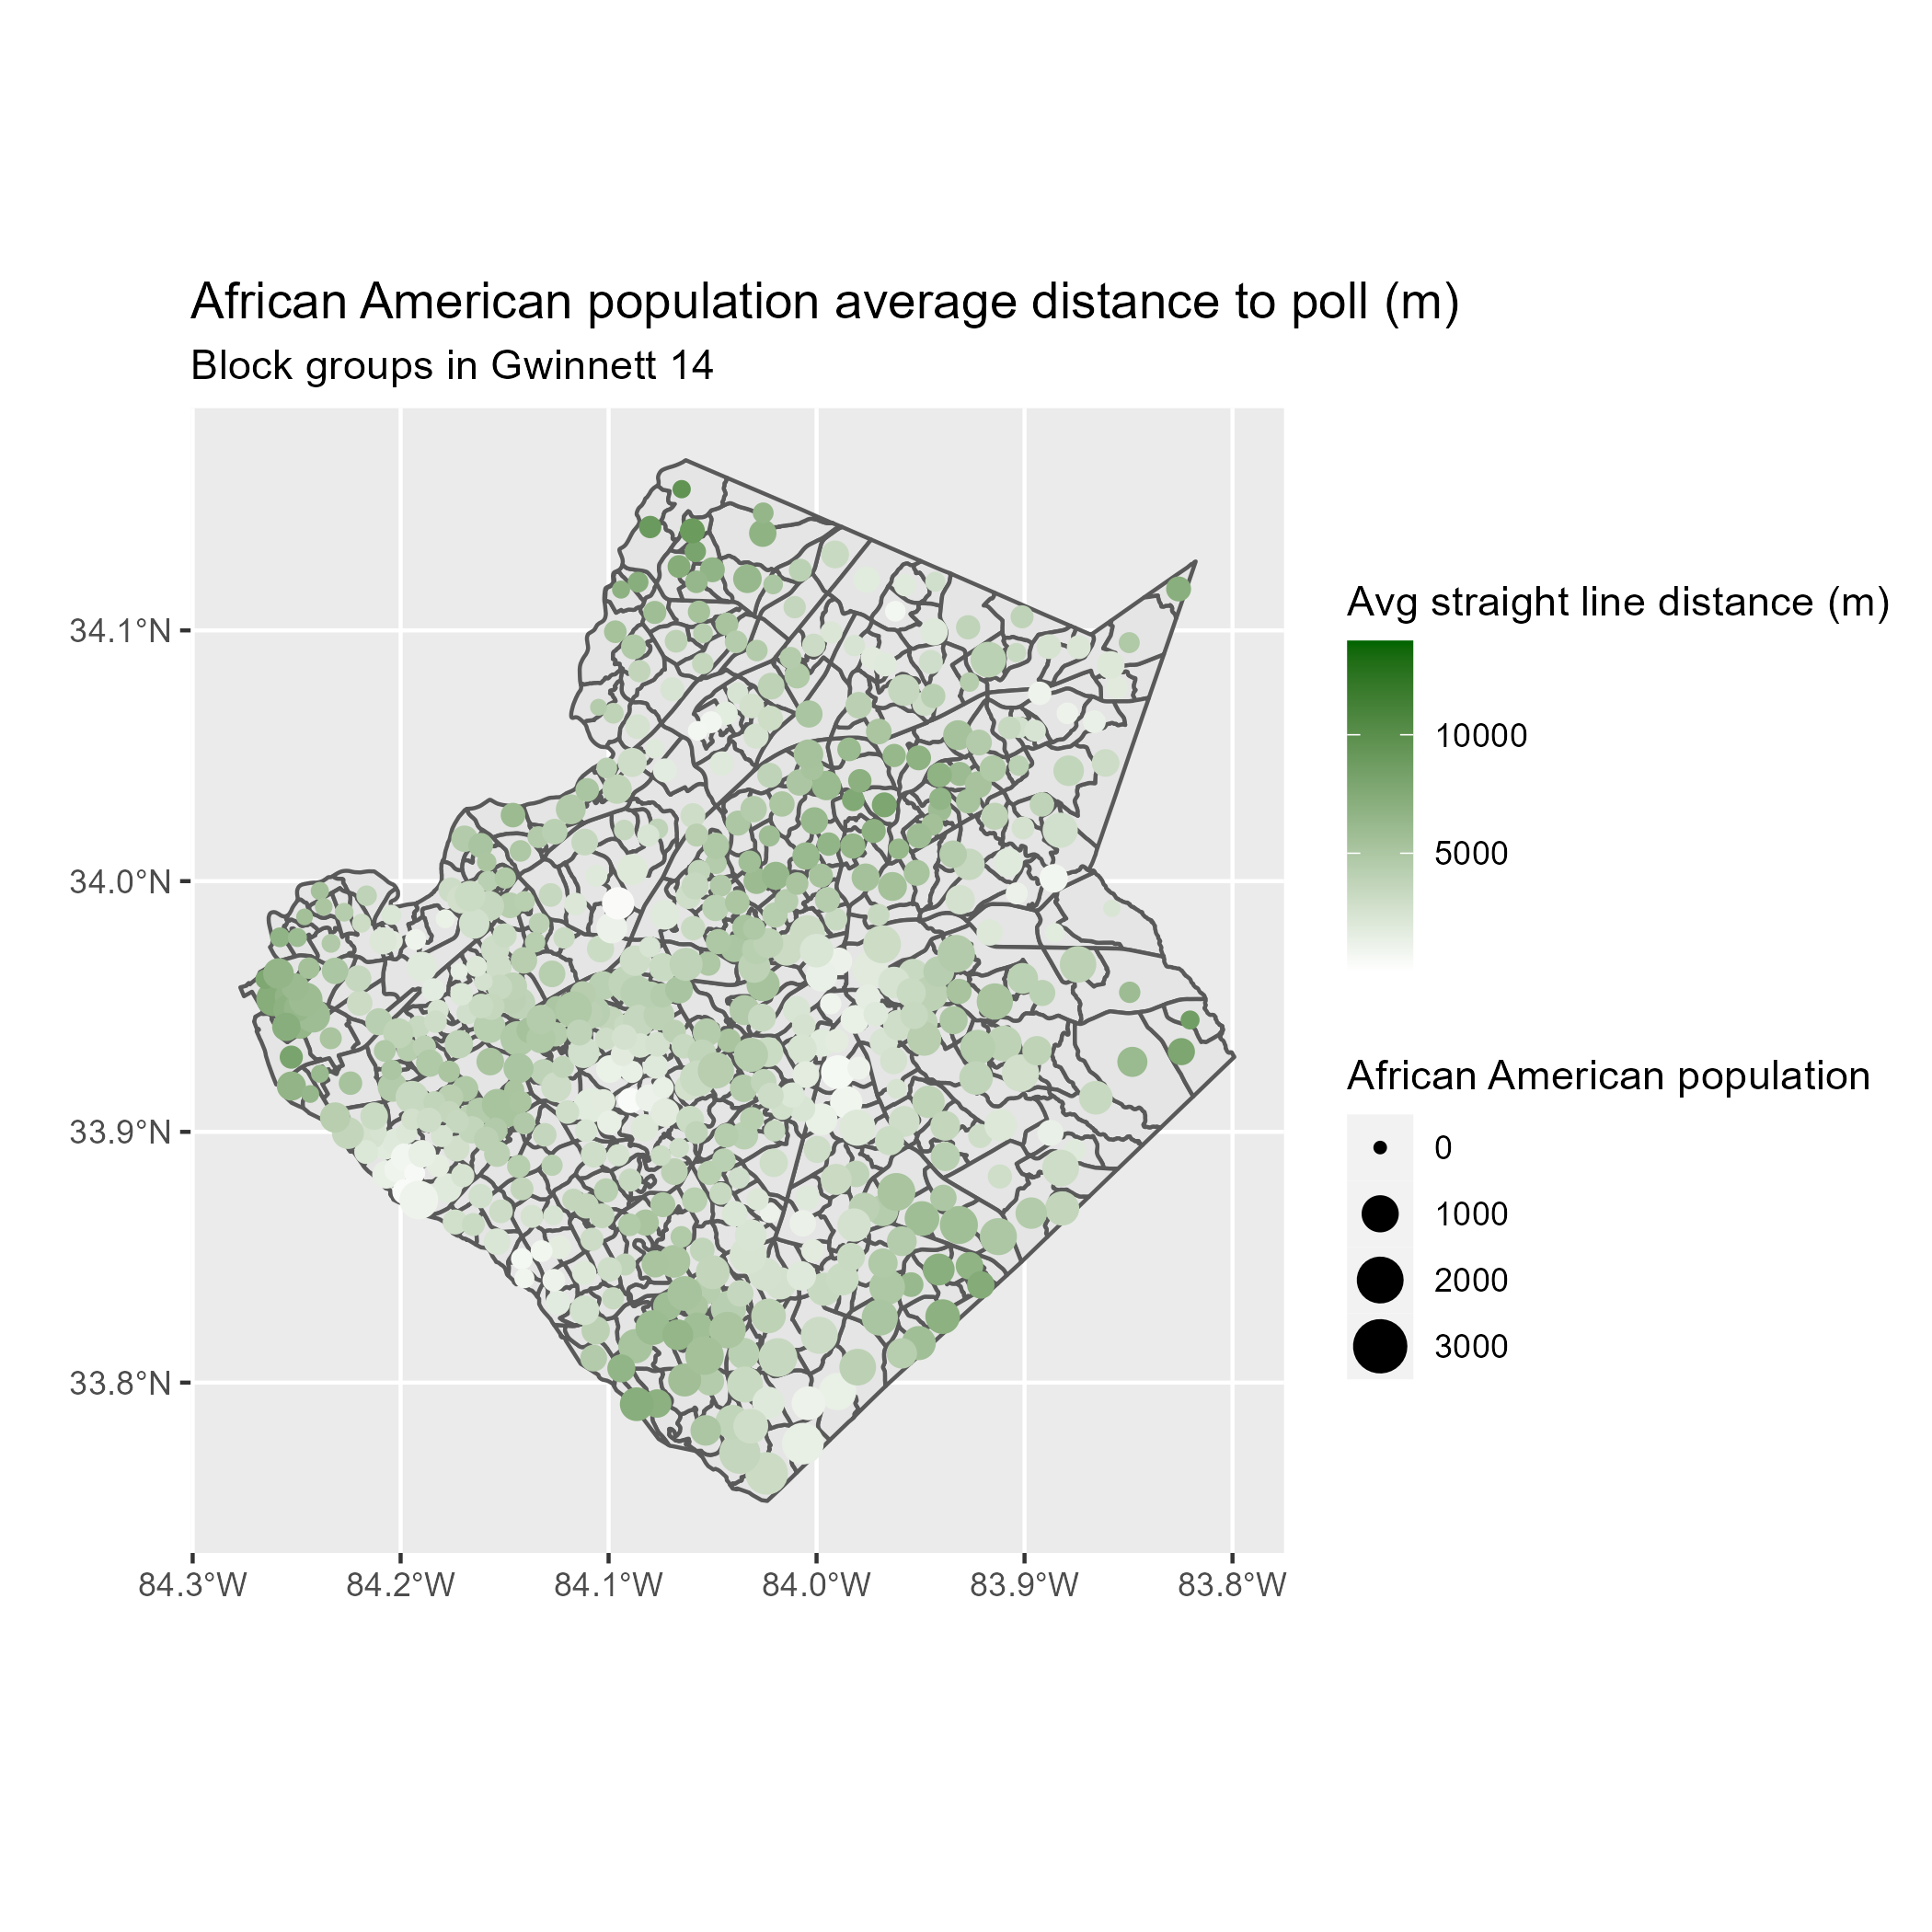 African American population average distance to poll (m)
Block groups in Gwinnett 14
34.1°N
34.0°N
33.9°N
33.8°N
84.3°W
84.2°W
84.1°W
84.0°W
83.9°W
83.8°W
Avg straight line distance (m)
10000
5000
African American population
0
1000
2000
3000